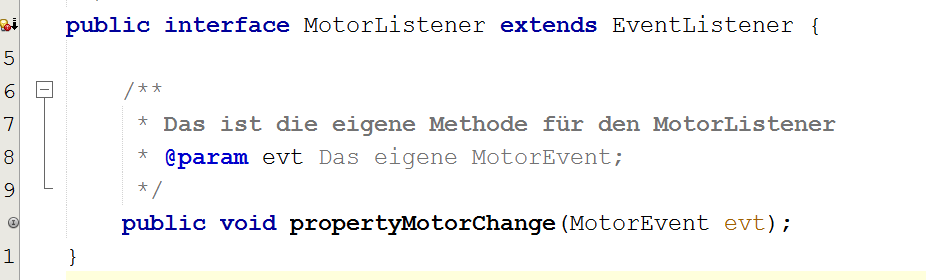 public interface MotorListener extends EventListener {
5
6 /**
7 * Das ist die eigene Methode für den MotorListener
8 * @param evt Das eigene MotorEvent;
9 */
public void propertyMotorChange(MotorEvent evt);
1 }